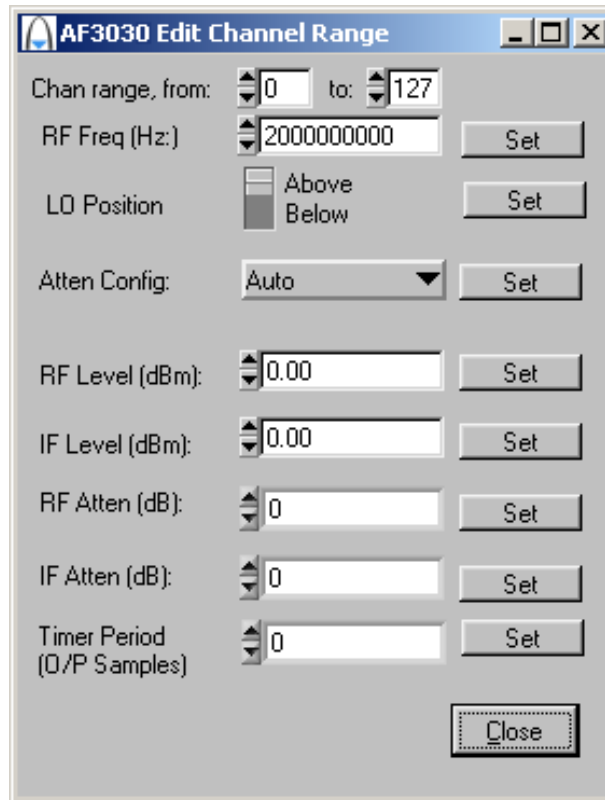 AF3030 Edit Channel Range
Chan range, from: 0 to: 127
RF Freq (Hz:) 2000000000 Set
LO Position Above Below Set
Atten Config: Auto Set
RF Level (dBm): 0.00 Set
IF Level (dBm): 0.00 Set
RF Atten (dB): 0 Set
IF Atten (dB): 0 Set
Timer Period (O/P Samples) 0 Set
Close